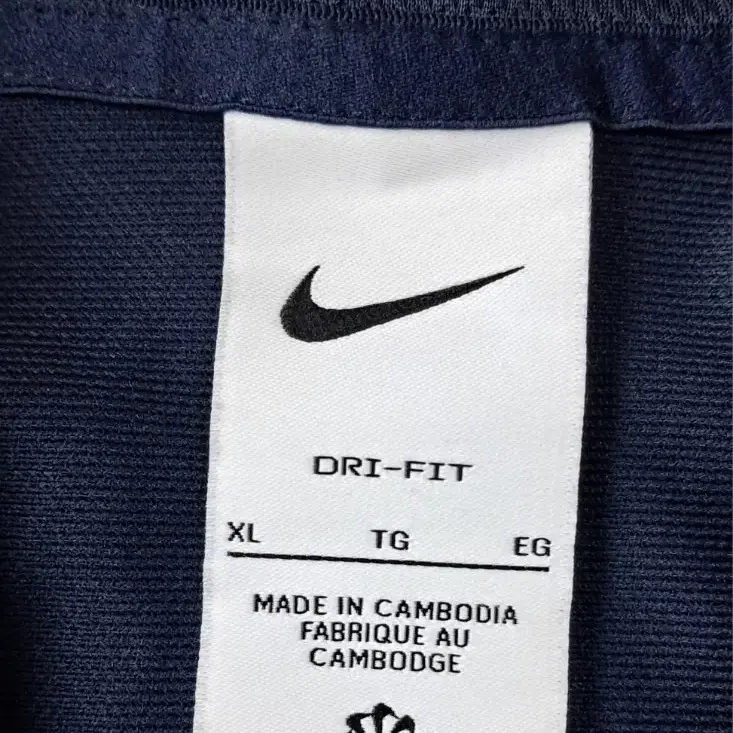 DRI-FIT
XL TG EG
MADE IN CAMBODIA
FABRIQUE AU
CAMBODGE